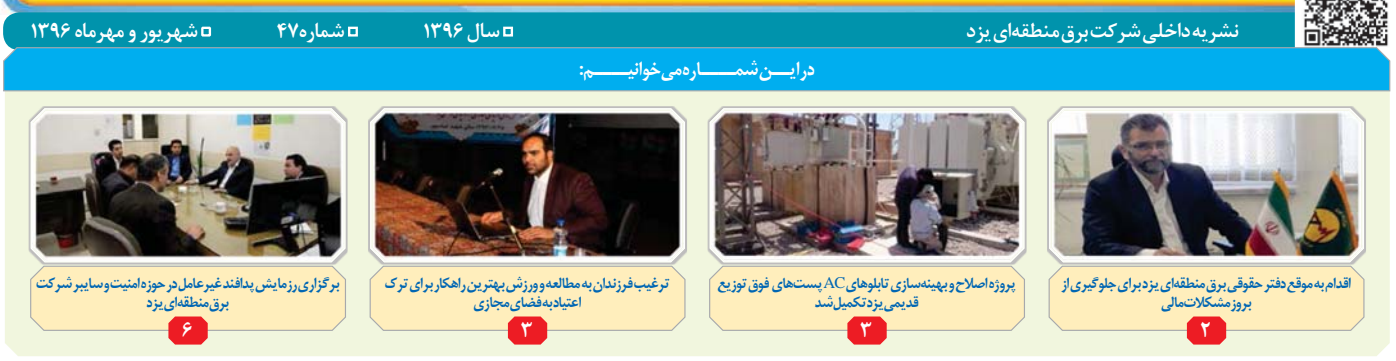 نشریه داخلی شرکت برق منطقه‌ای یزد
سال ۱۳۹۶
شماره ۴۷
شهریور و مهرماه ۱۳۹۶
در ایــن شمــــاره می‌خوانیــــم:
اقدام به موقع دفتر حقوقی برق منطقه‌ای یزد برای جلوگیری از
بروز مشکلات مالی
۲
پروژه اصلاح و بهینه‌سازی تابلوهای AC پست‌های فوق توزیع
قدیمی یزد تکمیل شد
۳
ترغیب فرزندان به مطالعه و ورزش بهترین راهکار برای ترک
اعتیاد به فضای مجازی
۳
برگزاری رزمایش پدافند غیرعامل در حوزه امنیت و سایبر شرکت
برق منطقه‌ای یزد
۶